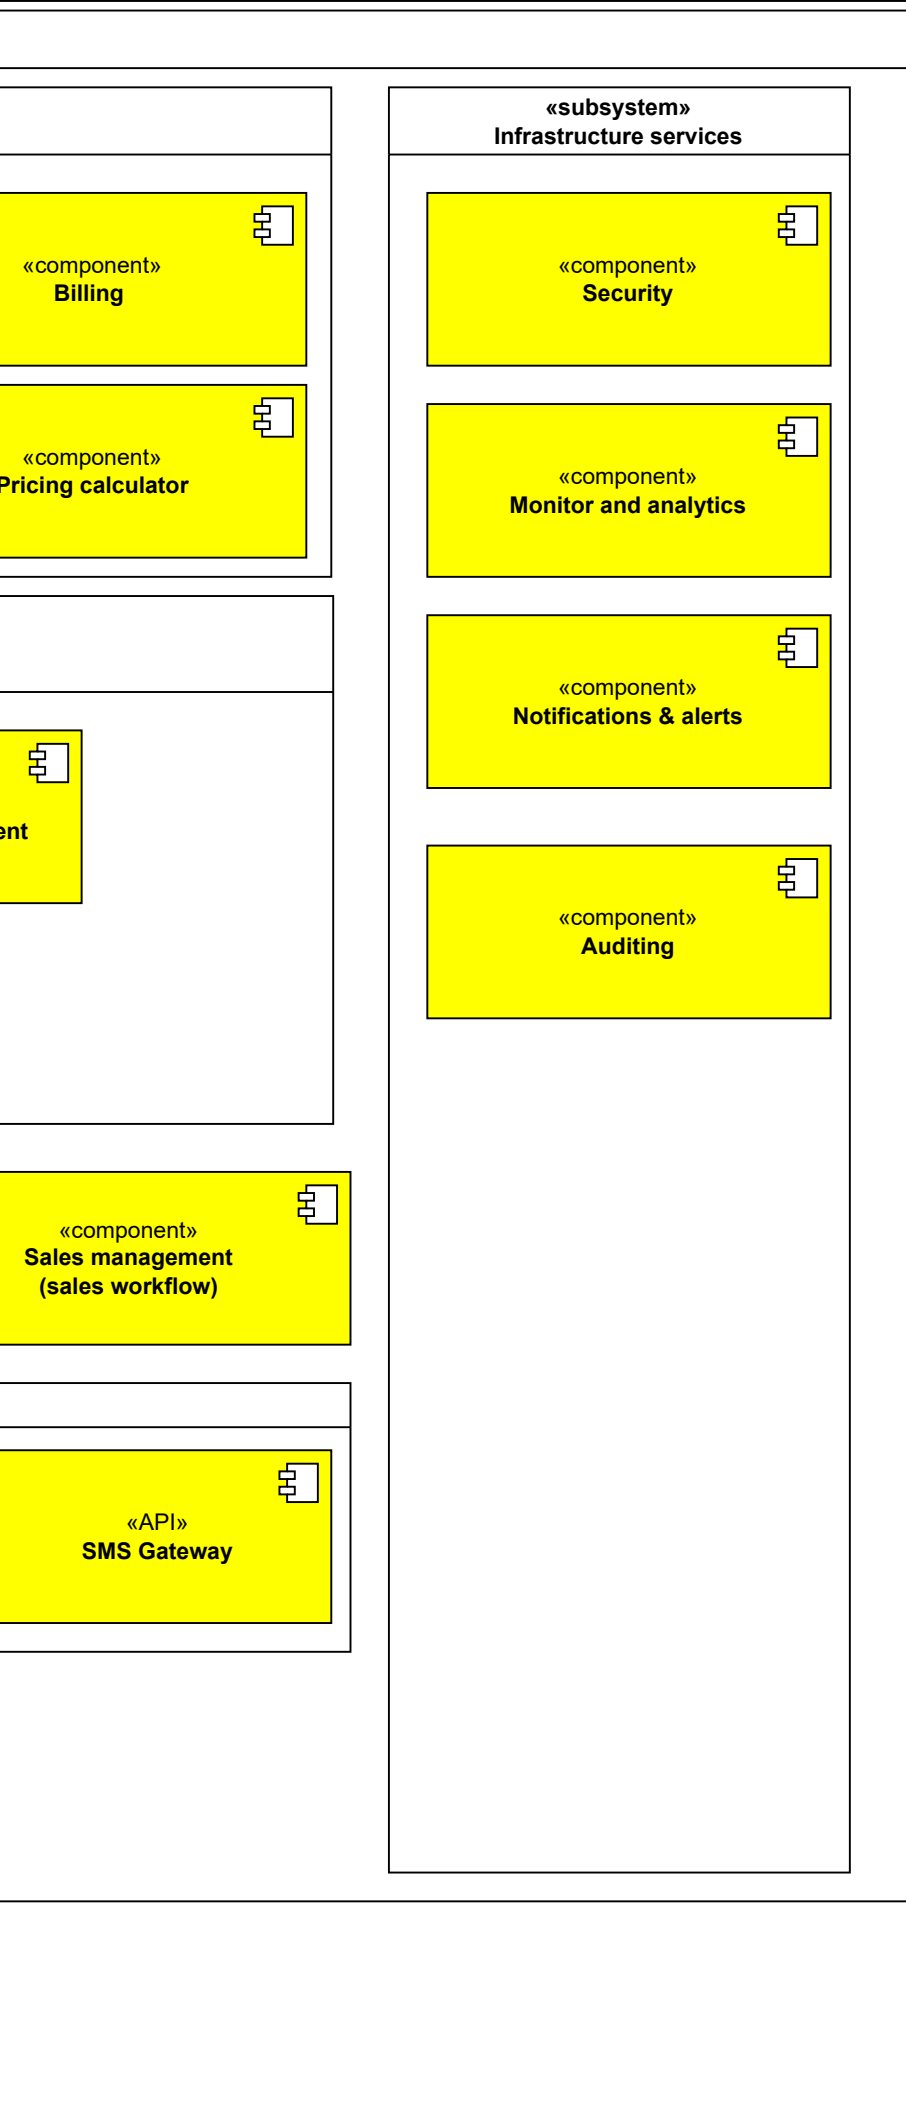 «component»
Billing
«component»
Pricing calculator
ent
«component»
Sales management
(sales workflow)
«API»
SMS Gateway
«subsystem»
Infrastructure services
«component»
Security
«component»
Monitor and analytics
«component»
Notifications & alerts
«component»
Auditing